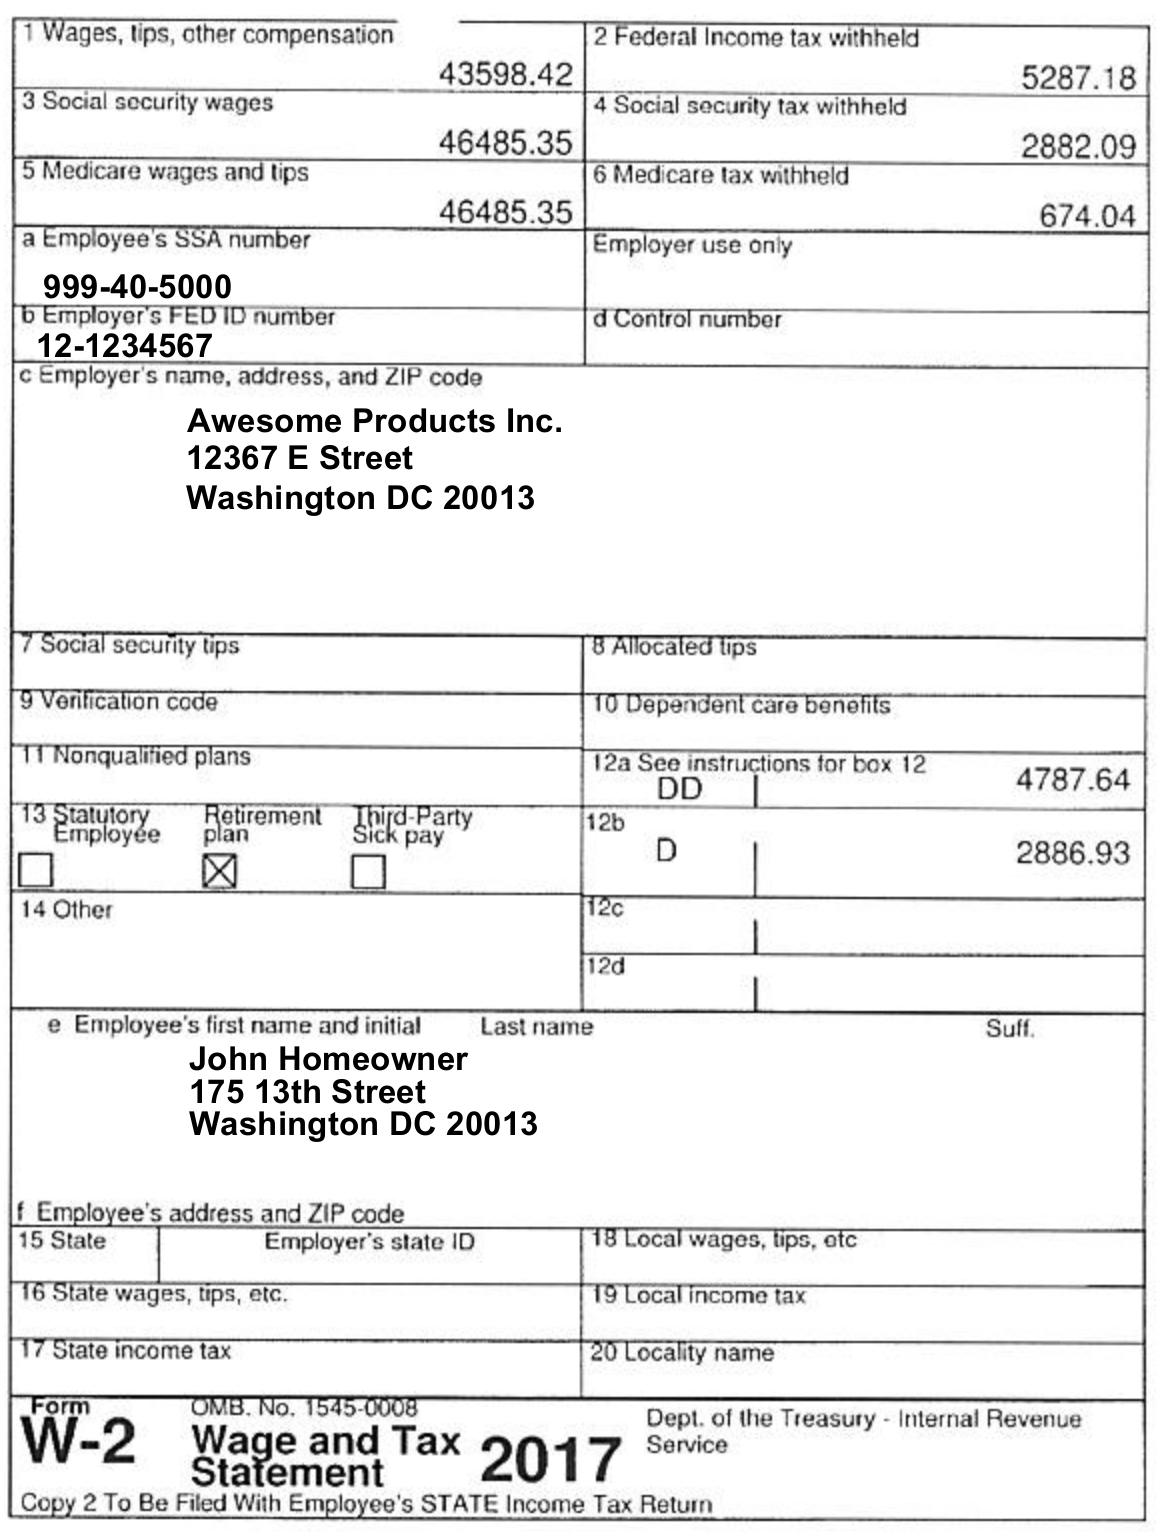 1 Wages, tips, other compensation
43598.42
2 Federal Income tax withheld
5287.18
3 Social security wages
46485.35
4 Social security tax withheld
2882.09
5 Medicare wages and tips
46485.35
6 Medicare tax withheld
674.04
a Employee's SSA number
999-40-5000
Employer use only
b Employer's FED ID number
12-1234567
d Control number
c Employer's name, address, and ZIP code
Awesome Products Inc.
12367 E Street
Washington DC 20013
7 Social security tips
8 Allocated tips
9 Verification code
10 Dependent care benefits
11 Nonqualified plans
12a See instructions for box 12
DD 4787.64
13 Statutory Employee
Retirement plan
Third-Party Sick pay
12b
D 2886.93
14 Other
12c
12d
e Employee's first name and initial Last name Suff.
John Homeowner
175 13th Street
Washington DC 20013
f Employee's address and ZIP code
15 State Employer's state ID
18 Local wages, tips, etc
16 State wages, tips, etc.
19 Local income tax
17 State income tax
20 Locality name
Form
W-2
OMB. No. 1545-0008
Wage and Tax
Statement
2017
Dept. of the Treasury - Internal Revenue
Service
Copy 2 To Be Filed With Employee's STATE Income Tax Return